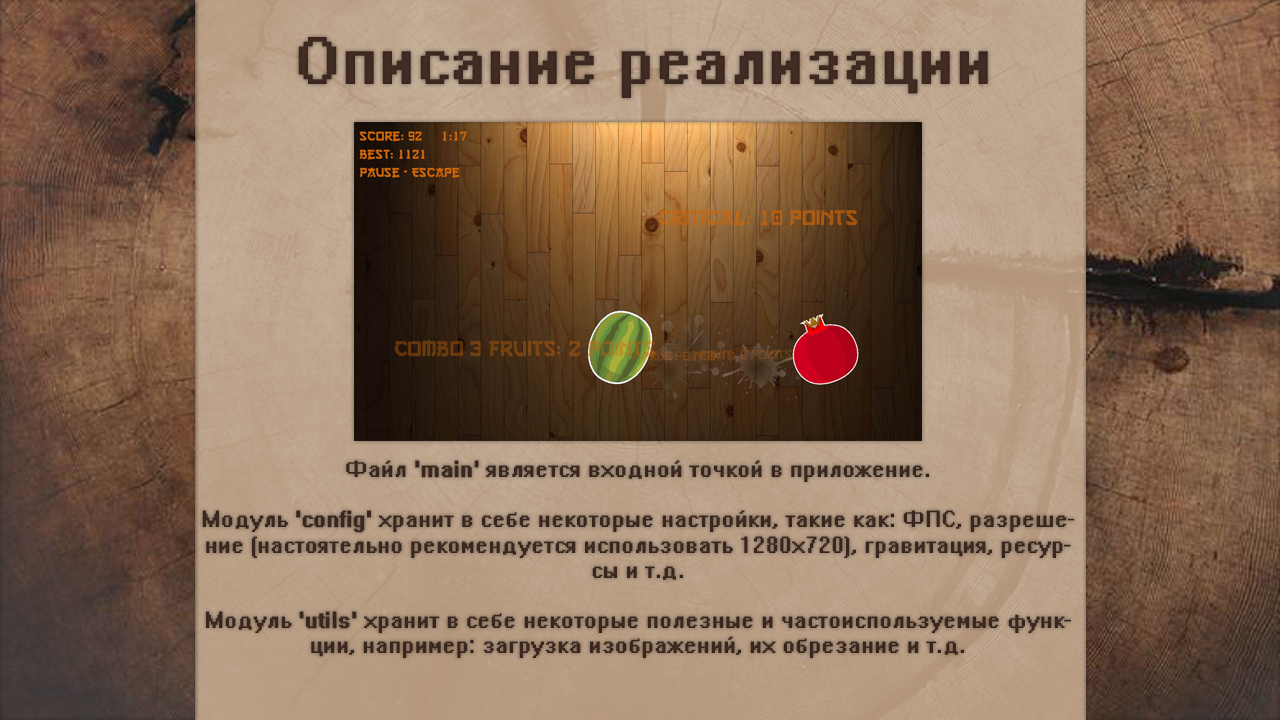 Описание реализации
SCORE: 92 1:17
BEST: 1121
PAUSE - ESCAPE
CRITICAL: 10 POINTS
COMBO 3 FRUITS: 2 POINTS
Файл 'main' является входной точкой в приложение.
Модуль 'config' хранит в себе некоторые настройки, такие как: ФПС, разреше-
ние (настоятельно рекомендуется использовать 1280x720), гравитация, ресур-
сы и т.д.
Модуль 'utils' хранит в себе некоторые полезные и частоиспользуемые функ-
ции, например: загрузка изображений, их обрезание и т.д.